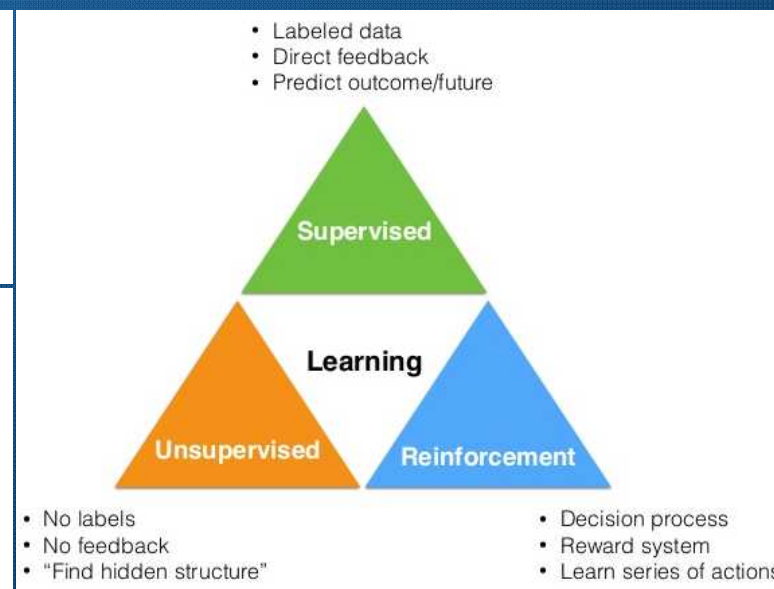 • Labeled data
• Direct feedback
• Predict outcome/future
Supervised
Learning
Unsupervised
Reinforcement
• No labels
• No feedback
• “Find hidden structure”
• Decision process
• Reward system
• Learn series of actions